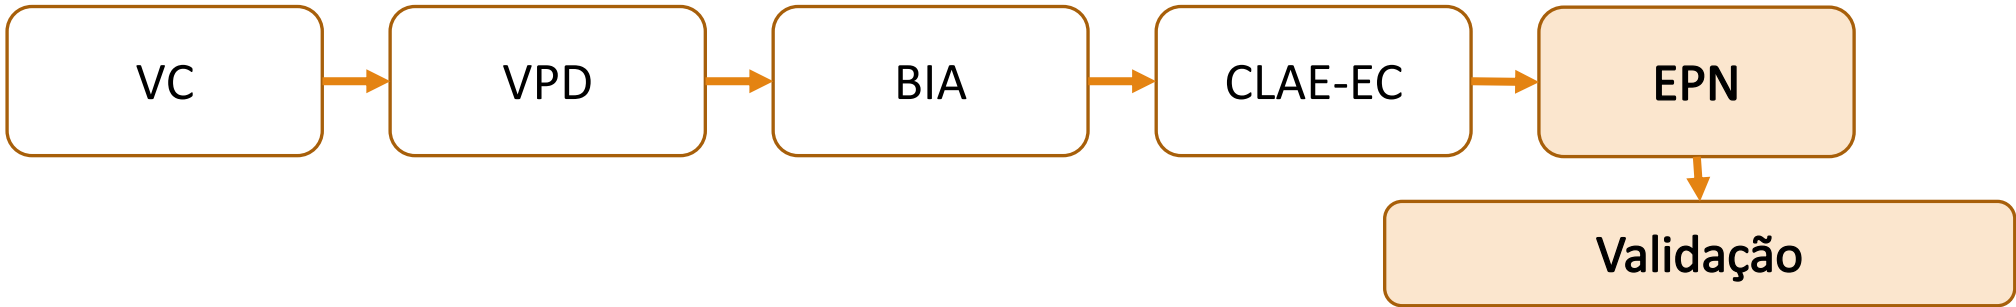 VC
VPD
BIA
CLAE-EC
EPN
Validação